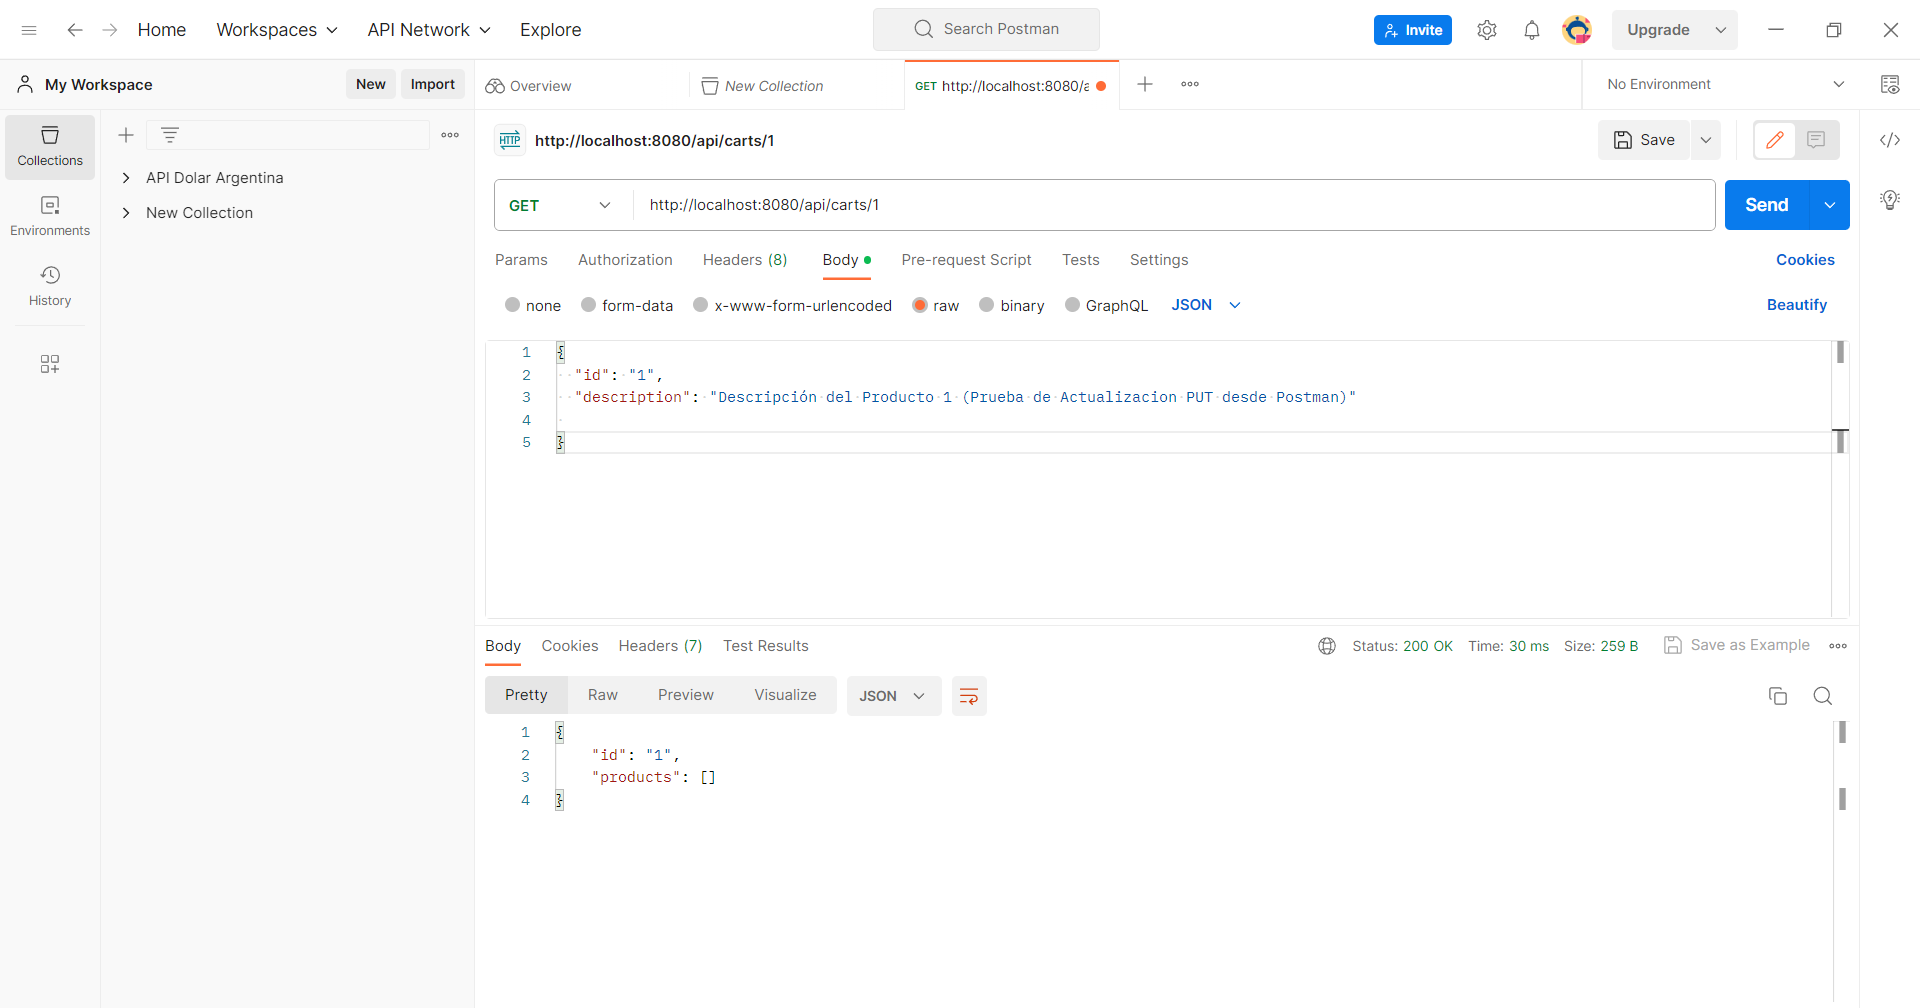 Home Workspaces API Network Explore Search Postman Invite Upgrade
My Workspace New Import Overview New Collection GET http://localhost:8080/a No Environment
Collections
Environments
History
API Dolar Argentina
New Collection
HTTP http://localhost:8080/api/carts/1 Save
GET http://localhost:8080/api/carts/1 Send
Params Authorization Headers (8) Body Pre-request Script Tests Settings Cookies
none form-data x-www-form-urlencoded raw binary GraphQL JSON Beautify
1 {
2 "id": "1",
3 "description": "Descripción del Producto 1 (Prueba de Actualizacion PUT desde Postman)"
4
5 }
Body Cookies Headers (7) Test Results Status: 200 OK Time: 30 ms Size: 259 B Save as Example
Pretty Raw Preview Visualize JSON
1 {
2 "id": "1",
3 "products": []
4 }